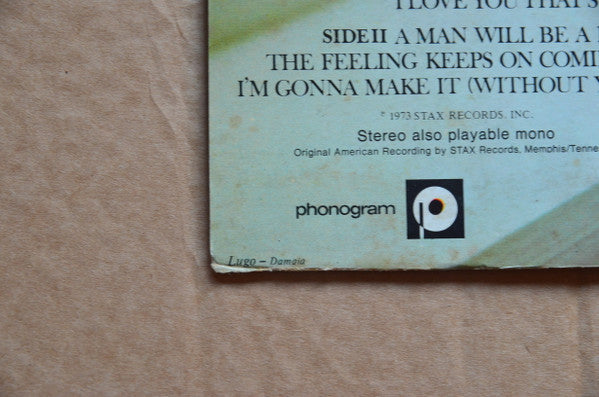 I LOVE YOU THAT'S
SIDE II A MAN WILL BE A
THE FEELING KEEPS ON COMI
I'M GONNA MAKE IT (WITHOUT Y
℗ 1973 STAX RECORDS, INC.
Stereo also playable mono
Original American Recording by STAX Records, Memphis/Tenne
phonogram
Lugo – Damaia